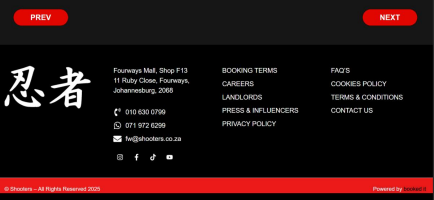 PREV
NEXT
忍者
Fourways Mall, Shop F13
11 Ruby Close, Fourways,
Johannesburg, 2068
010 630 0799
071 972 6299
fw@shooters.co.za
BOOKING TERMS
CAREERS
LANDLORDS
PRESS & INFLUENCERS
PRIVACY POLICY
FAQ'S
COOKIES POLICY
TERMS & CONDITIONS
CONTACT US
© Shooters – All Rights Reserved 2025
Powered by booked it